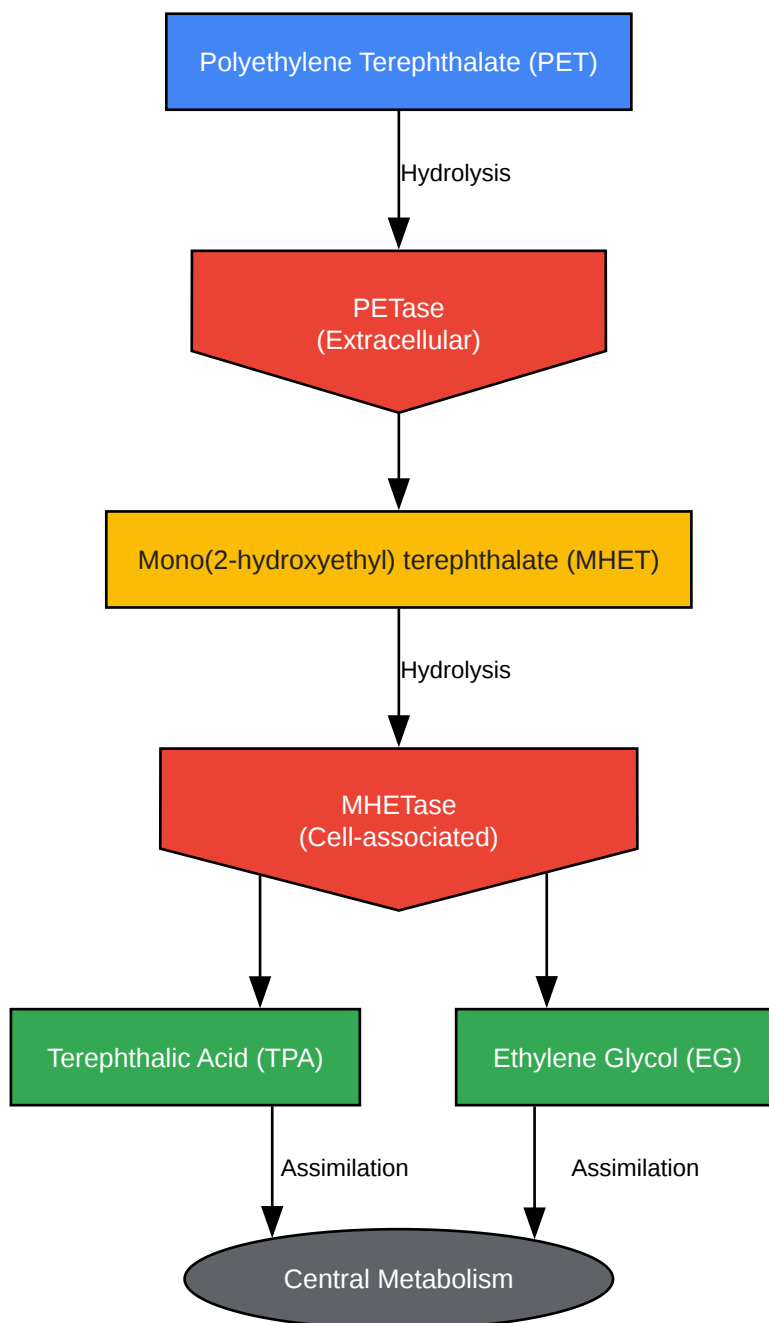 Polyethylene Terephthalate (PET)
Hydrolysis
PETase
(Extracellular)
Mono(2-hydroxyethyl) terephthalate (MHET)
Hydrolysis
MHETase
(Cell-associated)
Terephthalic Acid (TPA)
Ethylene Glycol (EG)
Assimilation
Assimilation
Central Metabolism